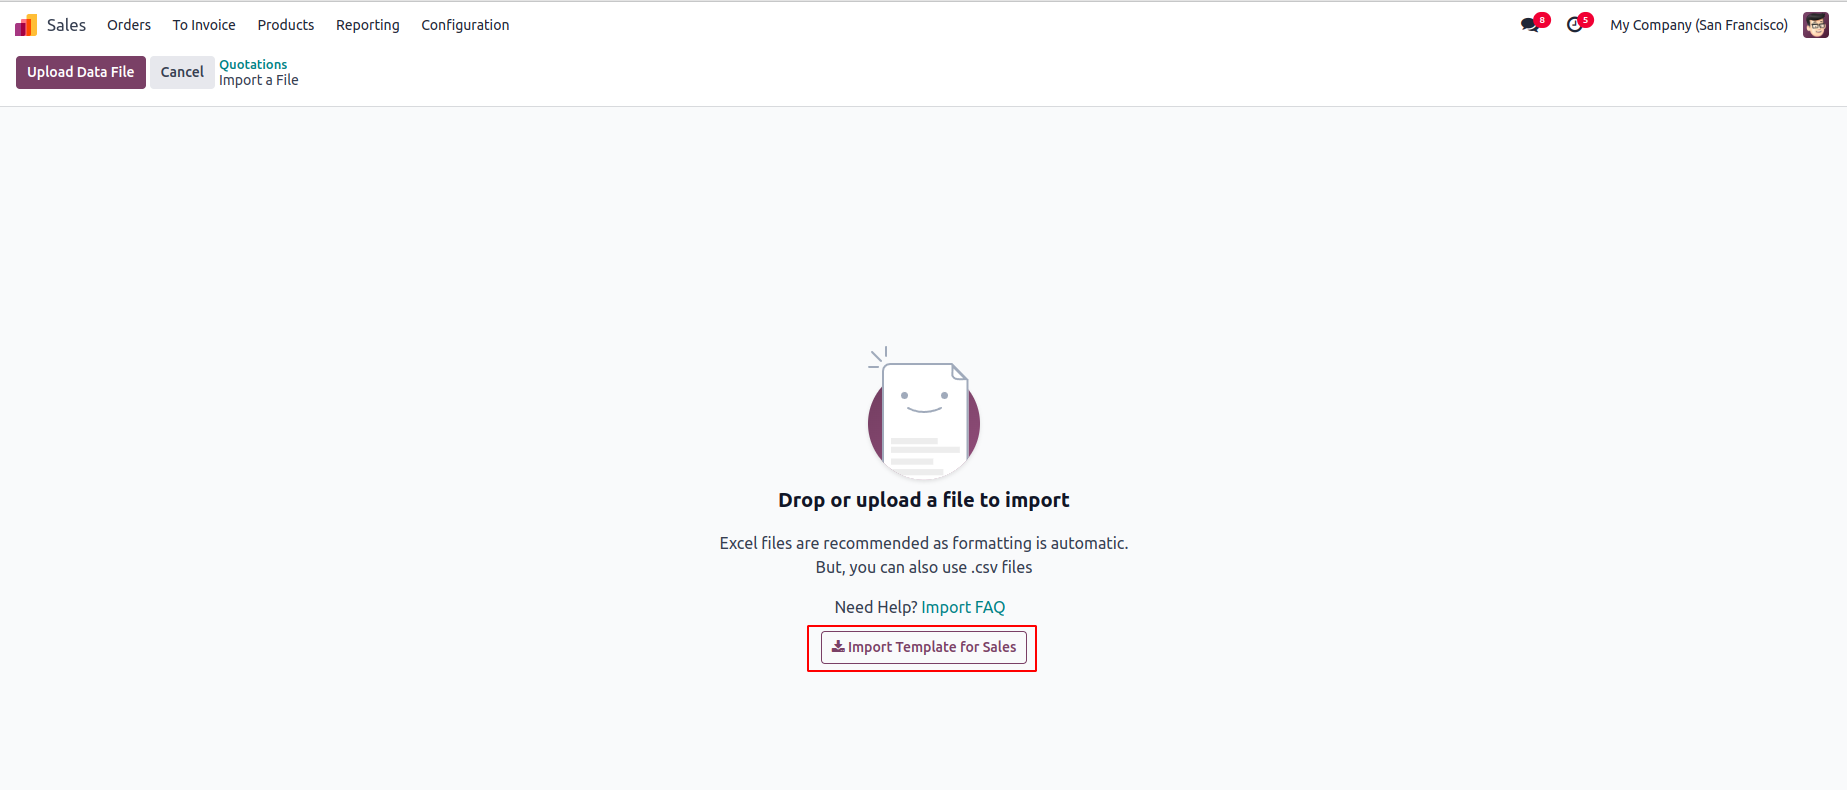 Sales Orders To Invoice Products Reporting Configuration 8 5 My Company (San Francisco)
Upload Data File Cancel Quotations
Import a File
Drop or upload a file to import
Excel files are recommended as formatting is automatic.
But, you can also use .csv files
Need Help? Import FAQ
Import Template for Sales